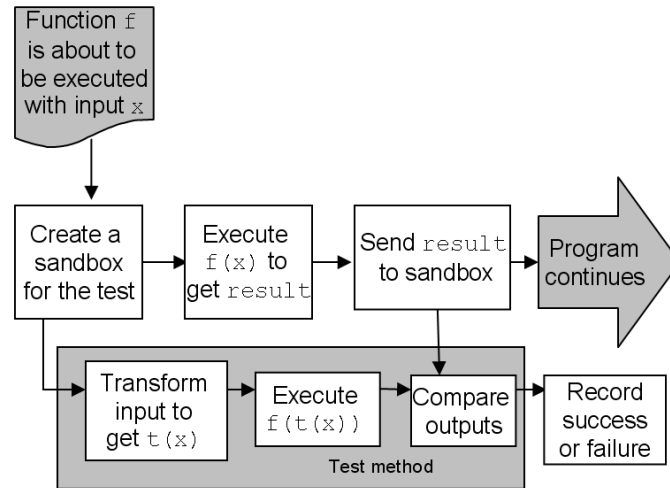 Function f
is about to
be executed
with input x
Create a
sandbox
for the test
Execute
f(x) to
get result
Send result
to sandbox
Program
continues
Transform
input to
get t(x)
Execute
f(t(x))
Compare
outputs
Record
success
or failure
Test method